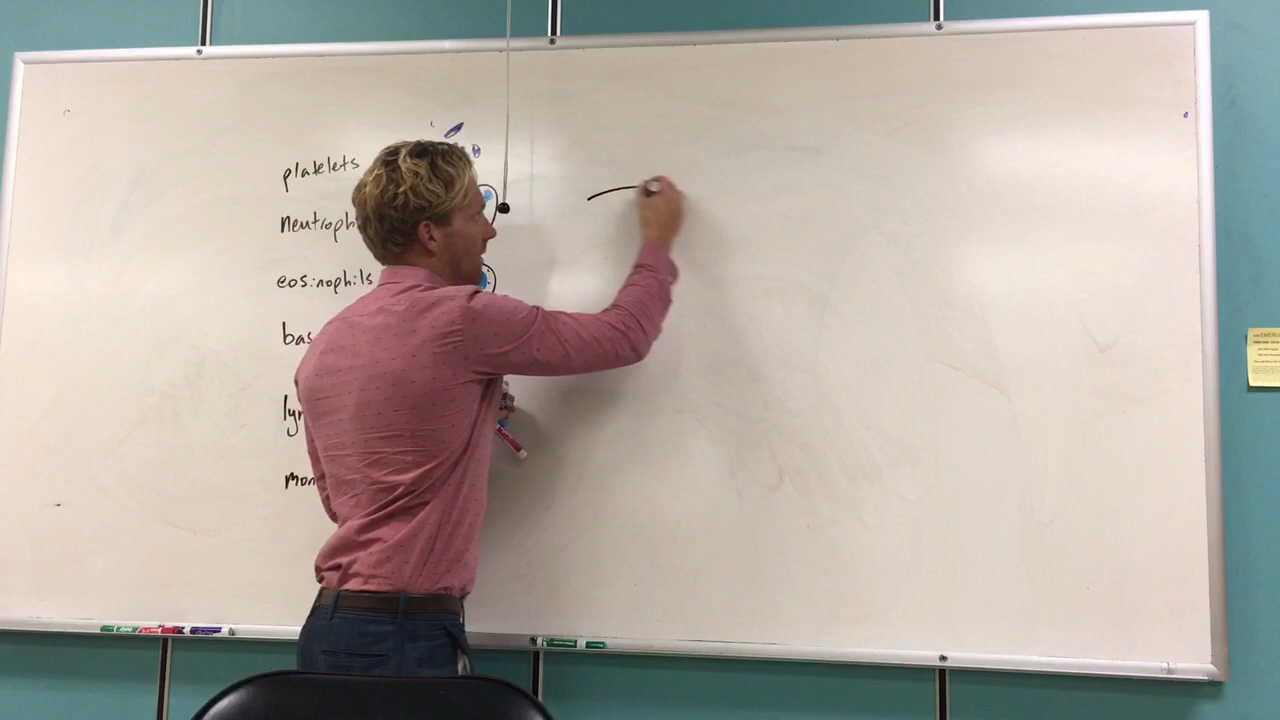 platelets
neutroph
eosinophils
bas
ly
mon